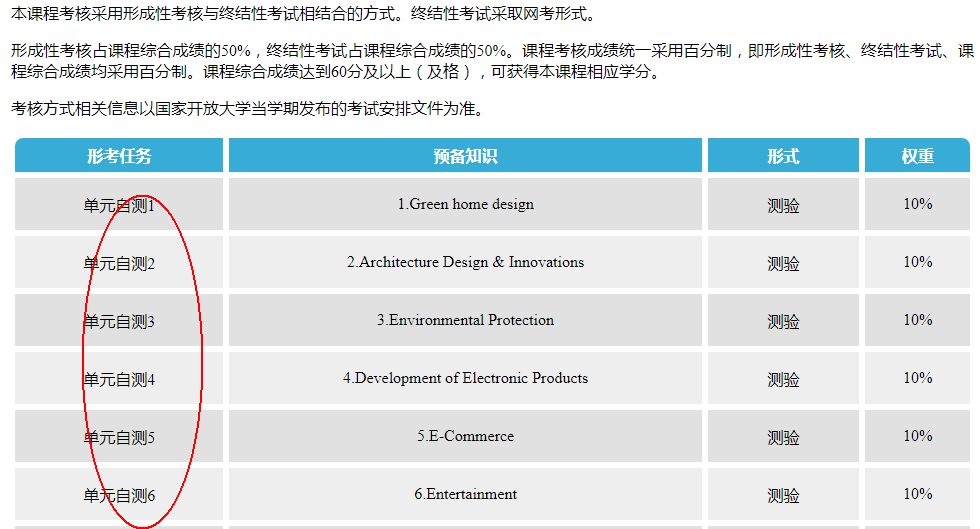 本课程考核采用形成性考核与终结性考试相结合的方式。终结性考试采取网考形式。
形成性考核占课程综合成绩的50%，终结性考试占课程综合成绩的50%。课程考核成绩统一采用百分制，即形成性考核、终结性考试、课
程综合成绩均采用百分制。课程综合成绩达到60分及以上（及格），可获得本课程相应学分。
考核方式相关信息以国家开放大学当学期发布的考试安排文件为准。
形考任务 预备知识 形式 权重
单元自测1 1.Green home design 测验 10%
单元自测2 2.Architecture Design & Innovations 测验 10%
单元自测3 3.Environmental Protection 测验 10%
单元自测4 4.Development of Electronic Products 测验 10%
单元自测5 5.E-Commerce 测验 10%
单元自测6 6.Entertainment 测验 10%